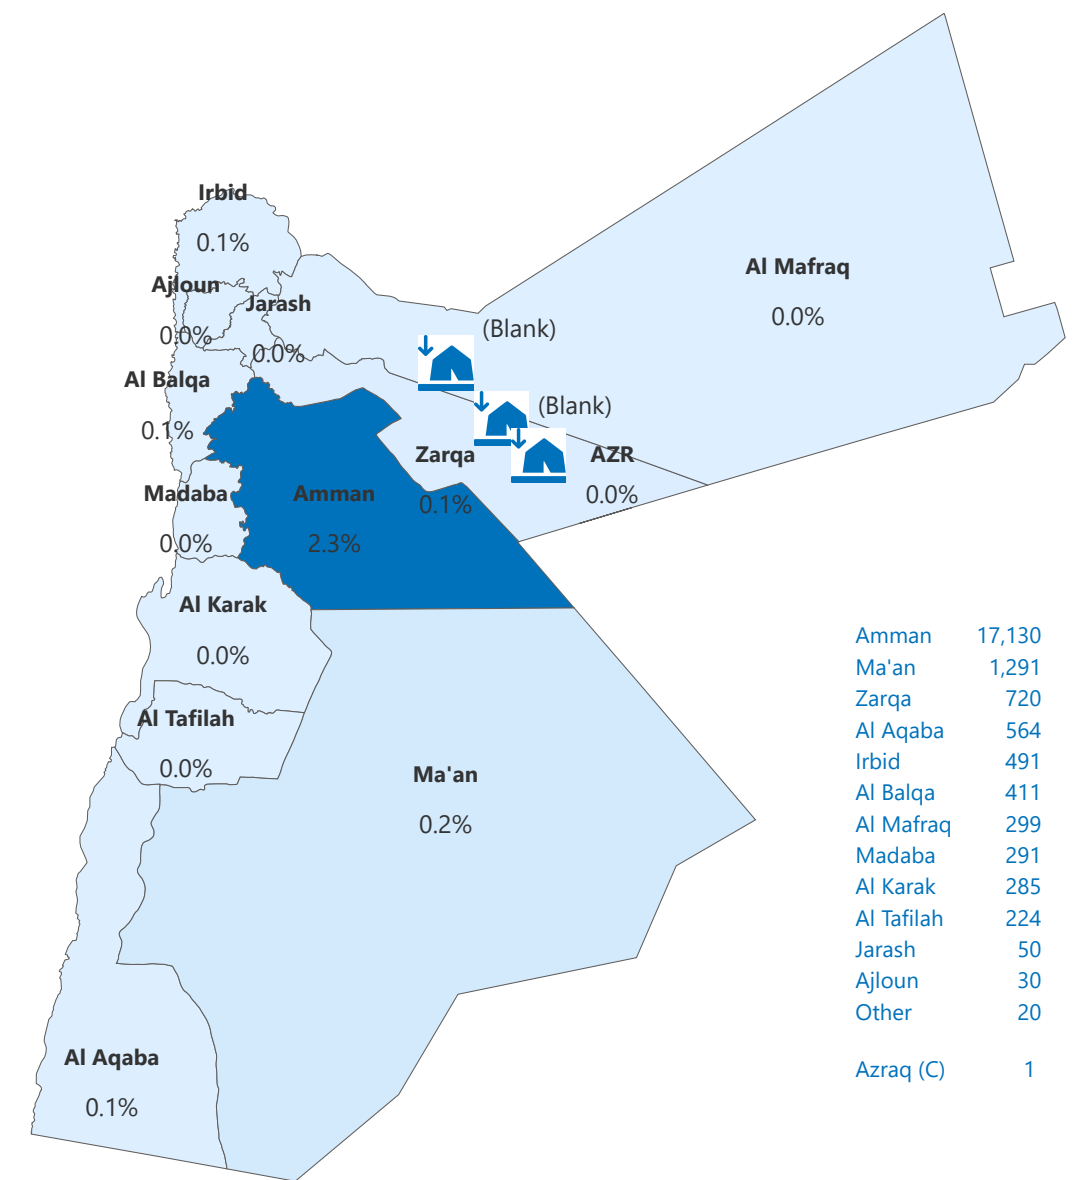 Irbid
0.1%
Al Mafraq
0.0%
Ajloun
0.0%
Jarash
0.0%
(Blank)
Al Balqa
0.1%
(Blank)
Zarqa
0.1%
AZR
0.0%
Madaba
0.0%
Amman
2.3%
Al Karak
0.0%
Al Tafilah
0.0%
Ma'an
0.2%
Al Aqaba
0.1%
Amman 17,130
Ma'an 1,291
Zarqa 720
Al Aqaba 564
Irbid 491
Al Balqa 411
Al Mafraq 299
Madaba 291
Al Karak 285
Al Tafilah 224
Jarash 50
Ajloun 30
Other 20
Azraq (C) 1